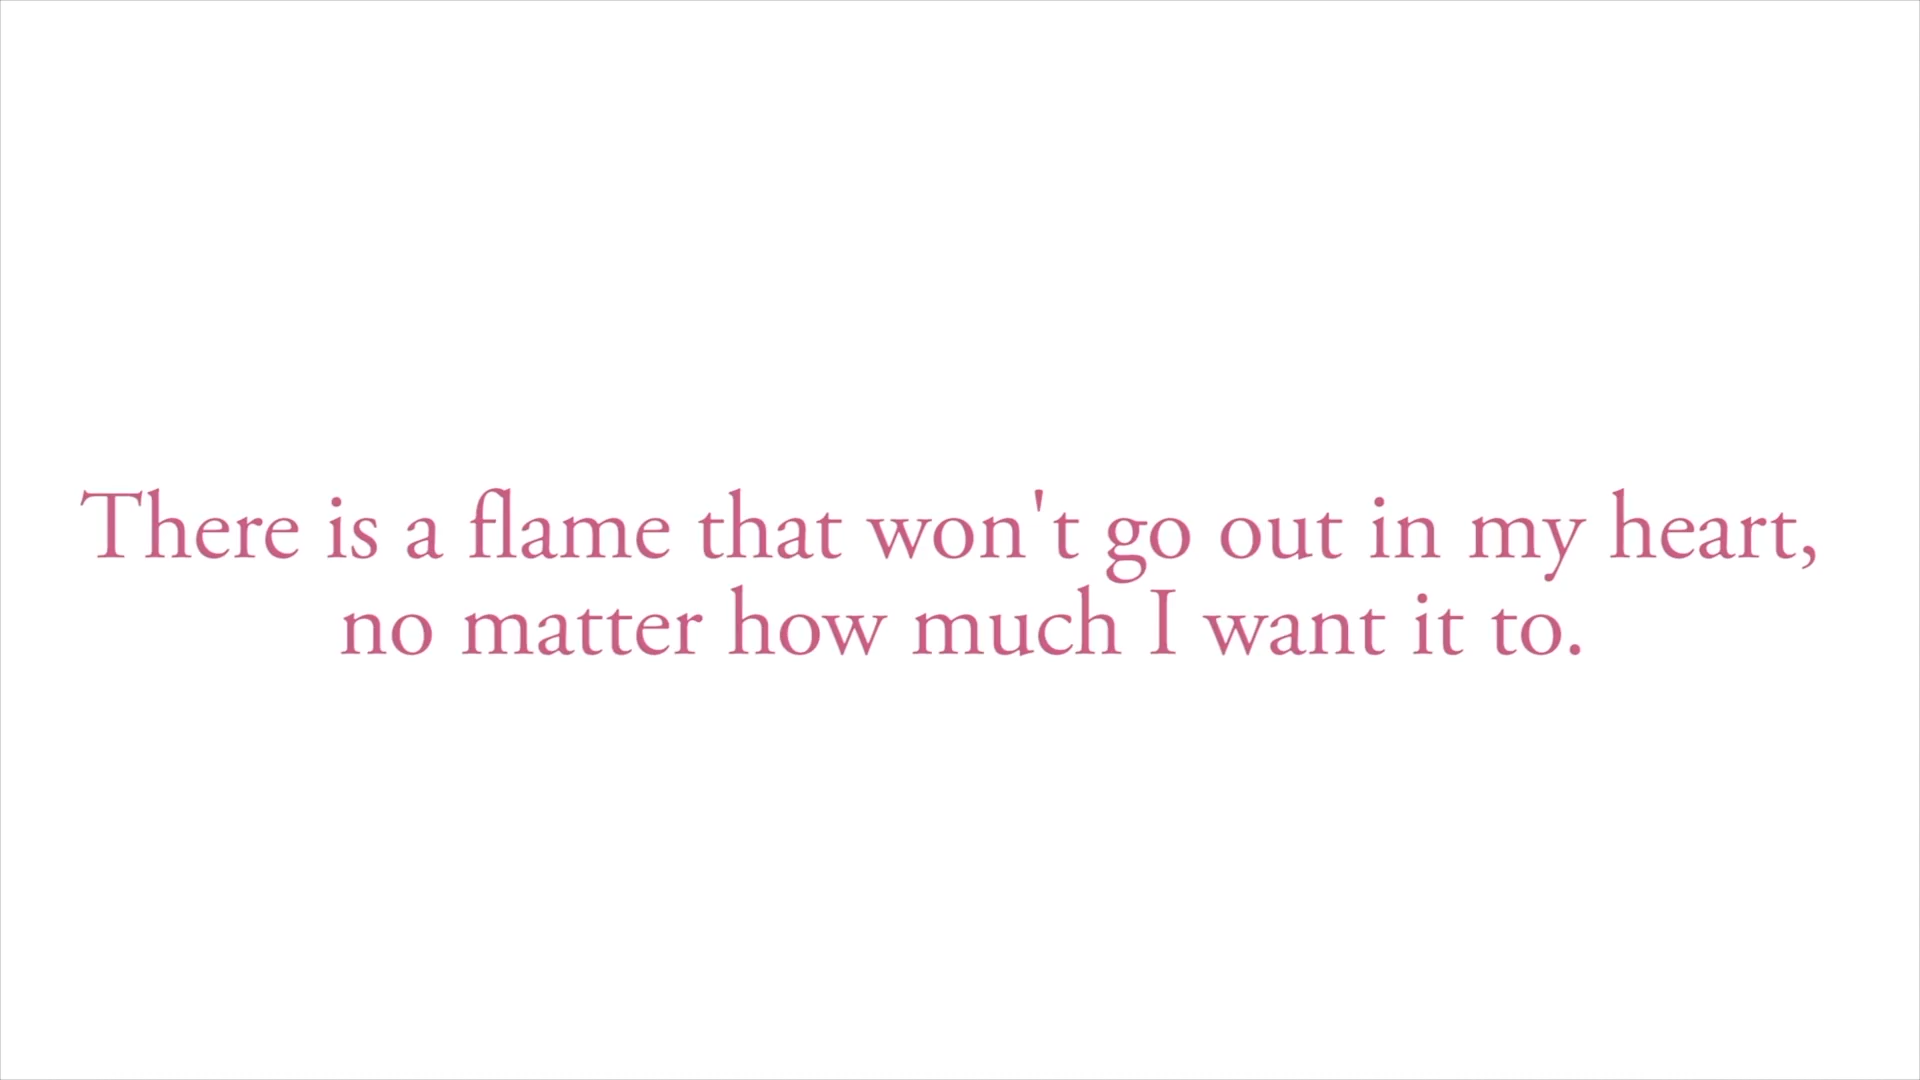 There is a flame that won't go out in my heart,
no matter how much I want it to.